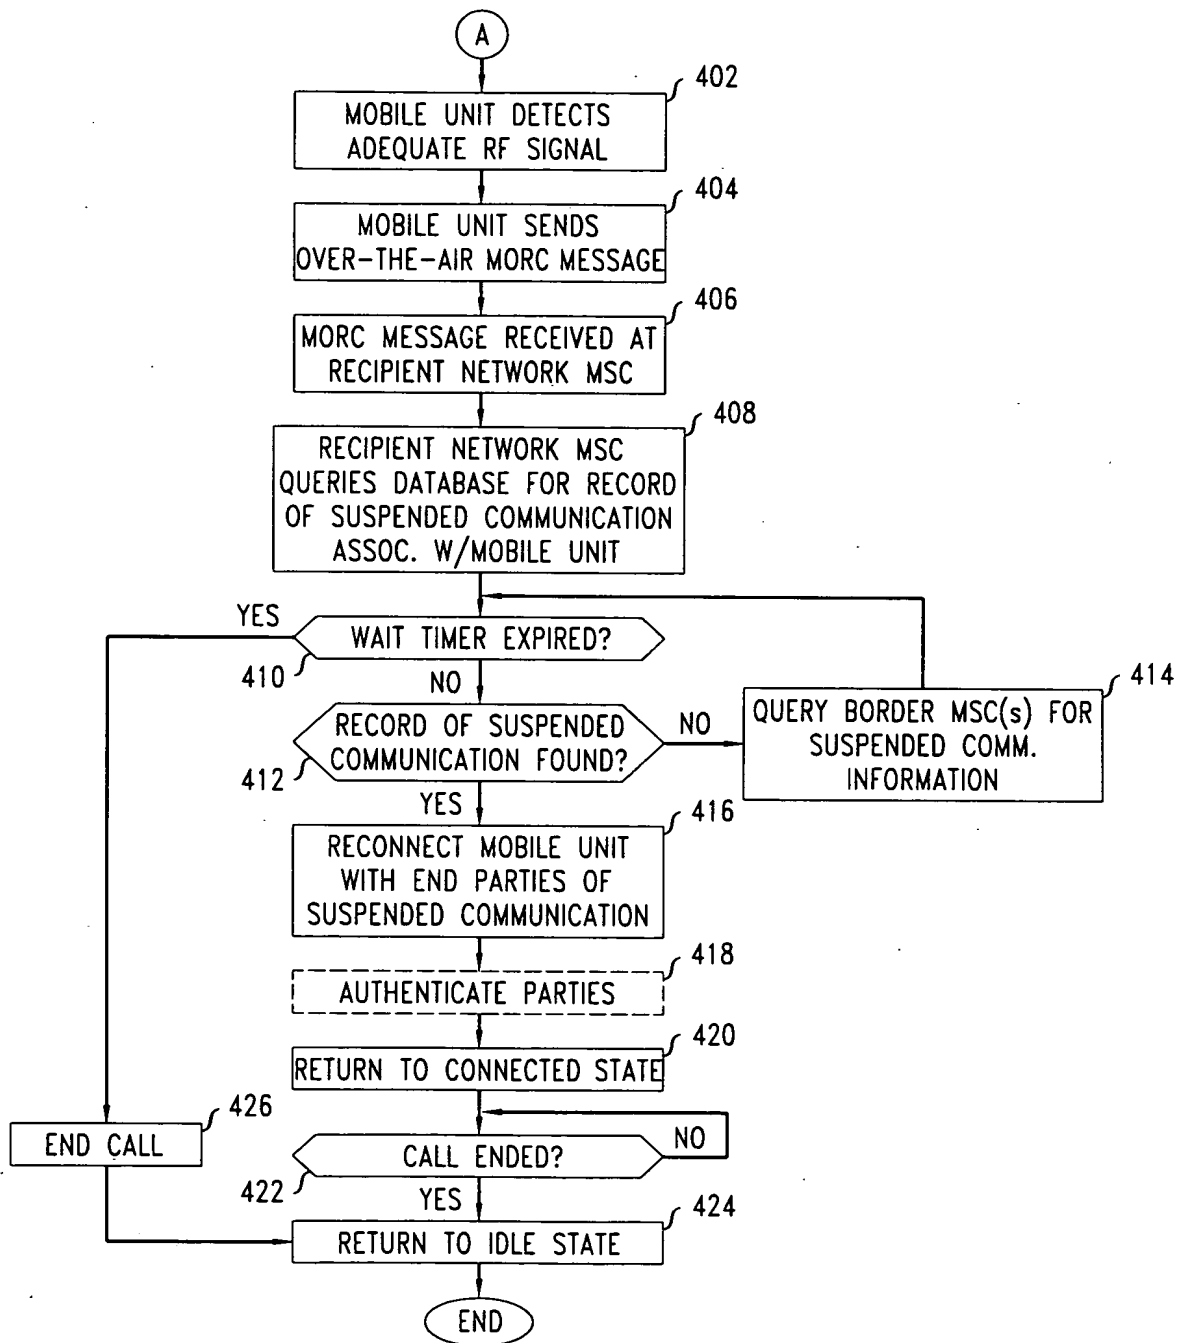 A
402
MOBILE UNIT DETECTS
ADEQUATE RF SIGNAL
404
MOBILE UNIT SENDS
OVER-THE-AIR MORC MESSAGE
406
MORC MESSAGE RECEIVED AT
RECIPIENT NETWORK MSC
408
RECIPIENT NETWORK MSC
QUERIES DATABASE FOR RECORD
OF SUSPENDED COMMUNICATION
ASSOC. W/MOBILE UNIT
YES
WAIT TIMER EXPIRED?
410
NO
414
QUERY BORDER MSC(s) FOR
SUSPENDED COMM.
INFORMATION
RECORD OF SUSPENDED
COMMUNICATION FOUND?
NO
412
YES
416
RECONNECT MOBILE UNIT
WITH END PARTIES OF
SUSPENDED COMMUNICATION
418
AUTHENTICATE PARTIES
420
RETURN TO CONNECTED STATE
426
END CALL
CALL ENDED?
NO
422
YES
424
RETURN TO IDLE STATE
END